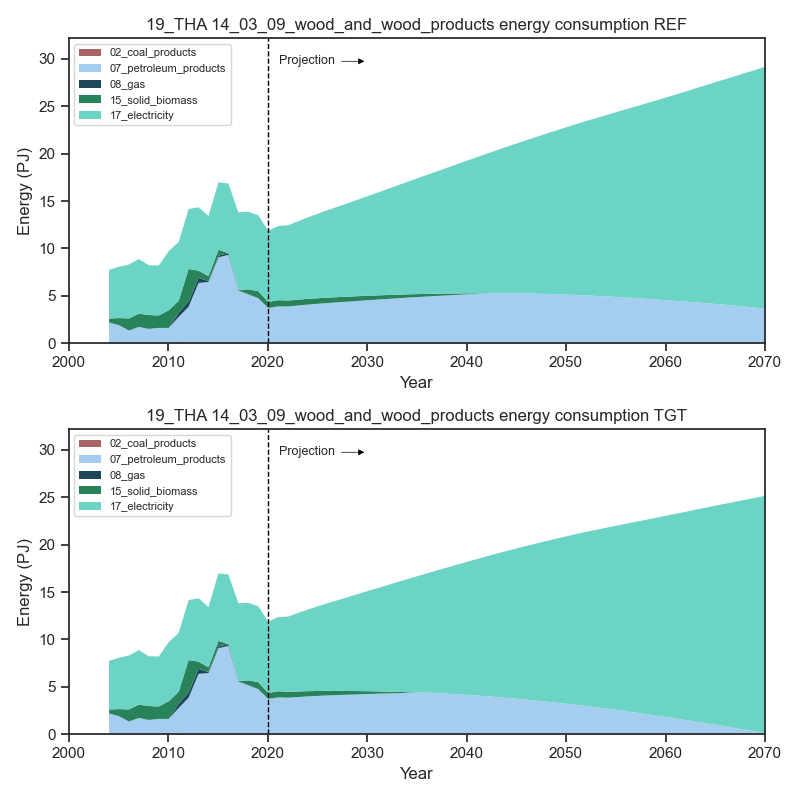 19_THA 14_03_09_wood_and_wood_products energy consumption REF
02_coal_products
07_petroleum_products
08_gas
15_solid_biomass
17_electricity
Projection
30
25
20
15
10
5
0
Energy (PJ)
2000 2010 2020 2030 2040 2050 2060 2070
Year
19_THA 14_03_09_wood_and_wood_products energy consumption TGT
02_coal_products
07_petroleum_products
08_gas
15_solid_biomass
17_electricity
Projection
30
25
20
15
10
5
0
Energy (PJ)
2000 2010 2020 2030 2040 2050 2060 2070
Year